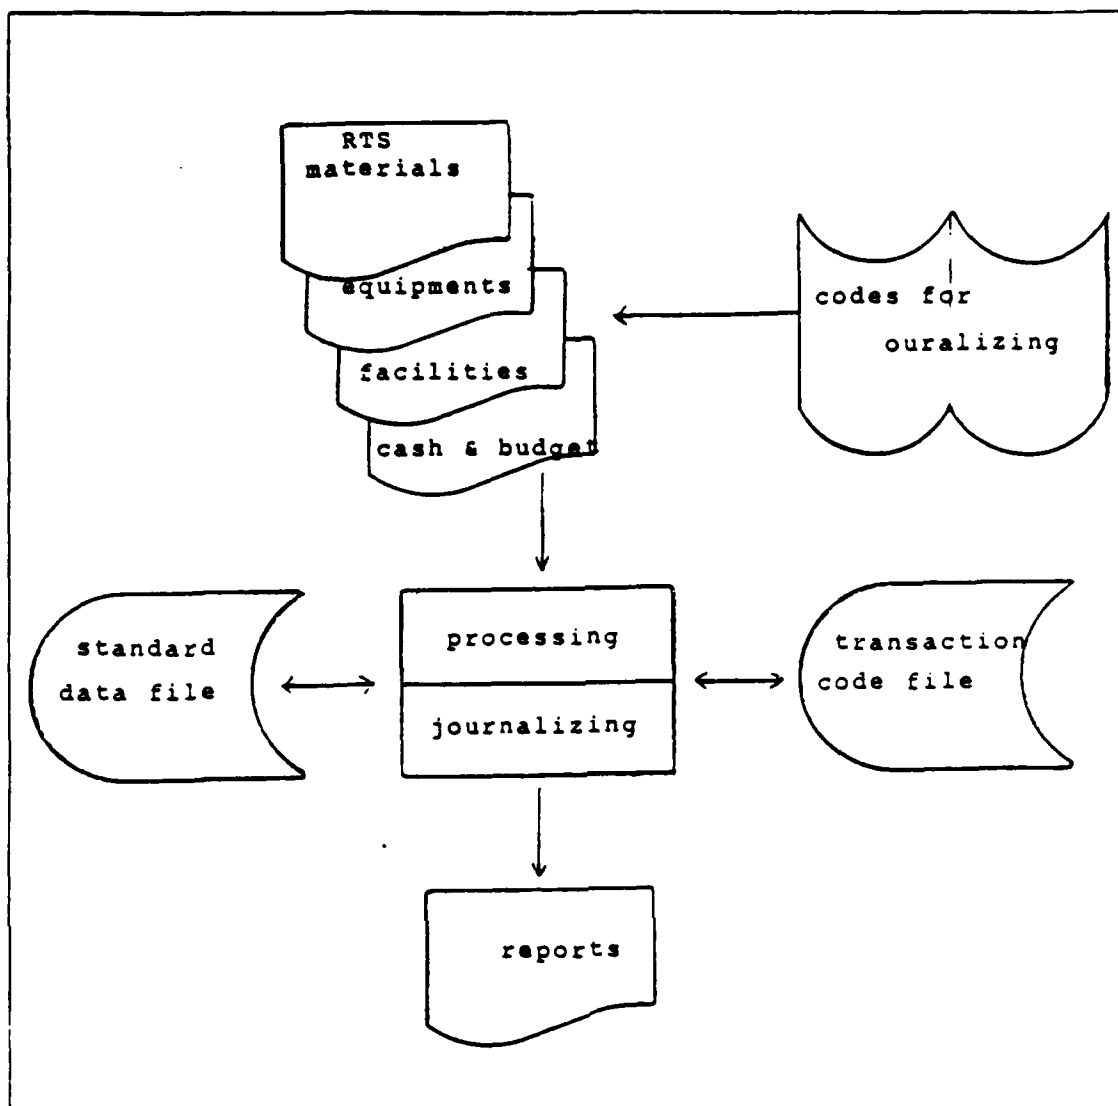 RTS
materials
equipments
facilities
cash & budget
codes for
ouralizing
standard
data file
processing
journalizing
transaction
code file
reports